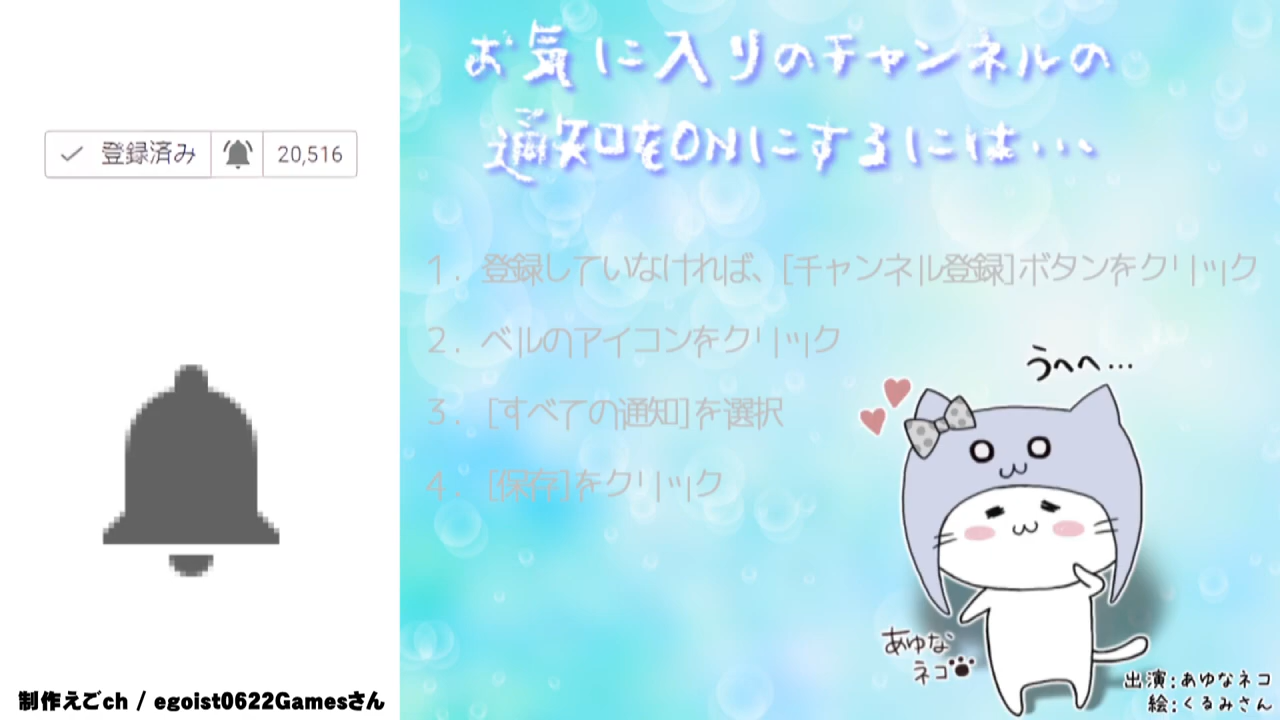 お気に入りのチャンネルの
通知をONにするには…
登録済み 20,516
1. 登録していなければ、[チャンネル登録]ボタンをクリック
2. ベルのアイコンをクリック
3. [すべての通知]を選択
4. [保存]をクリック
うへへ…
あゆな
ネコ
制作えごch / egoist0622Gamesさん
出演:あゆなネコ
絵:くるみさん